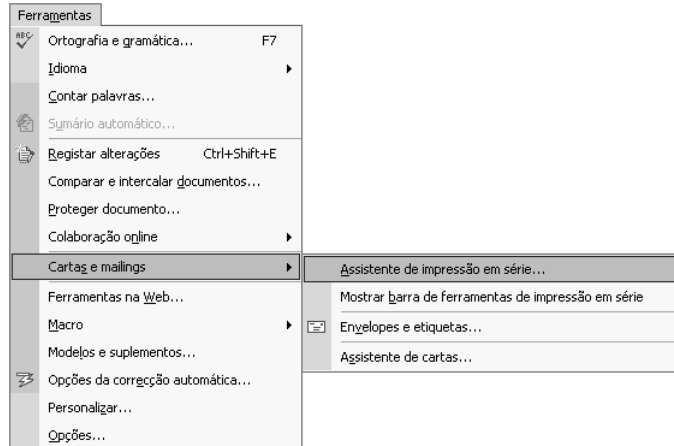 Ferramentas
Ortografia e gramática... F7
Idioma
Contar palavras...
Sumário automático...
Registar alterações Ctrl+Shift+E
Comparar e intercalar documentos...
Proteger documento...
Colaboração online
Cartas e mailings
Assistente de impressão em série...
Ferramentas na Web...
Mostrar barra de ferramentas de impressão em série
Macro
Envelopes e etiquetas...
Modelos e suplementos...
Assistente de cartas...
Opções da correcção automática...
Personalizar...
Opções...